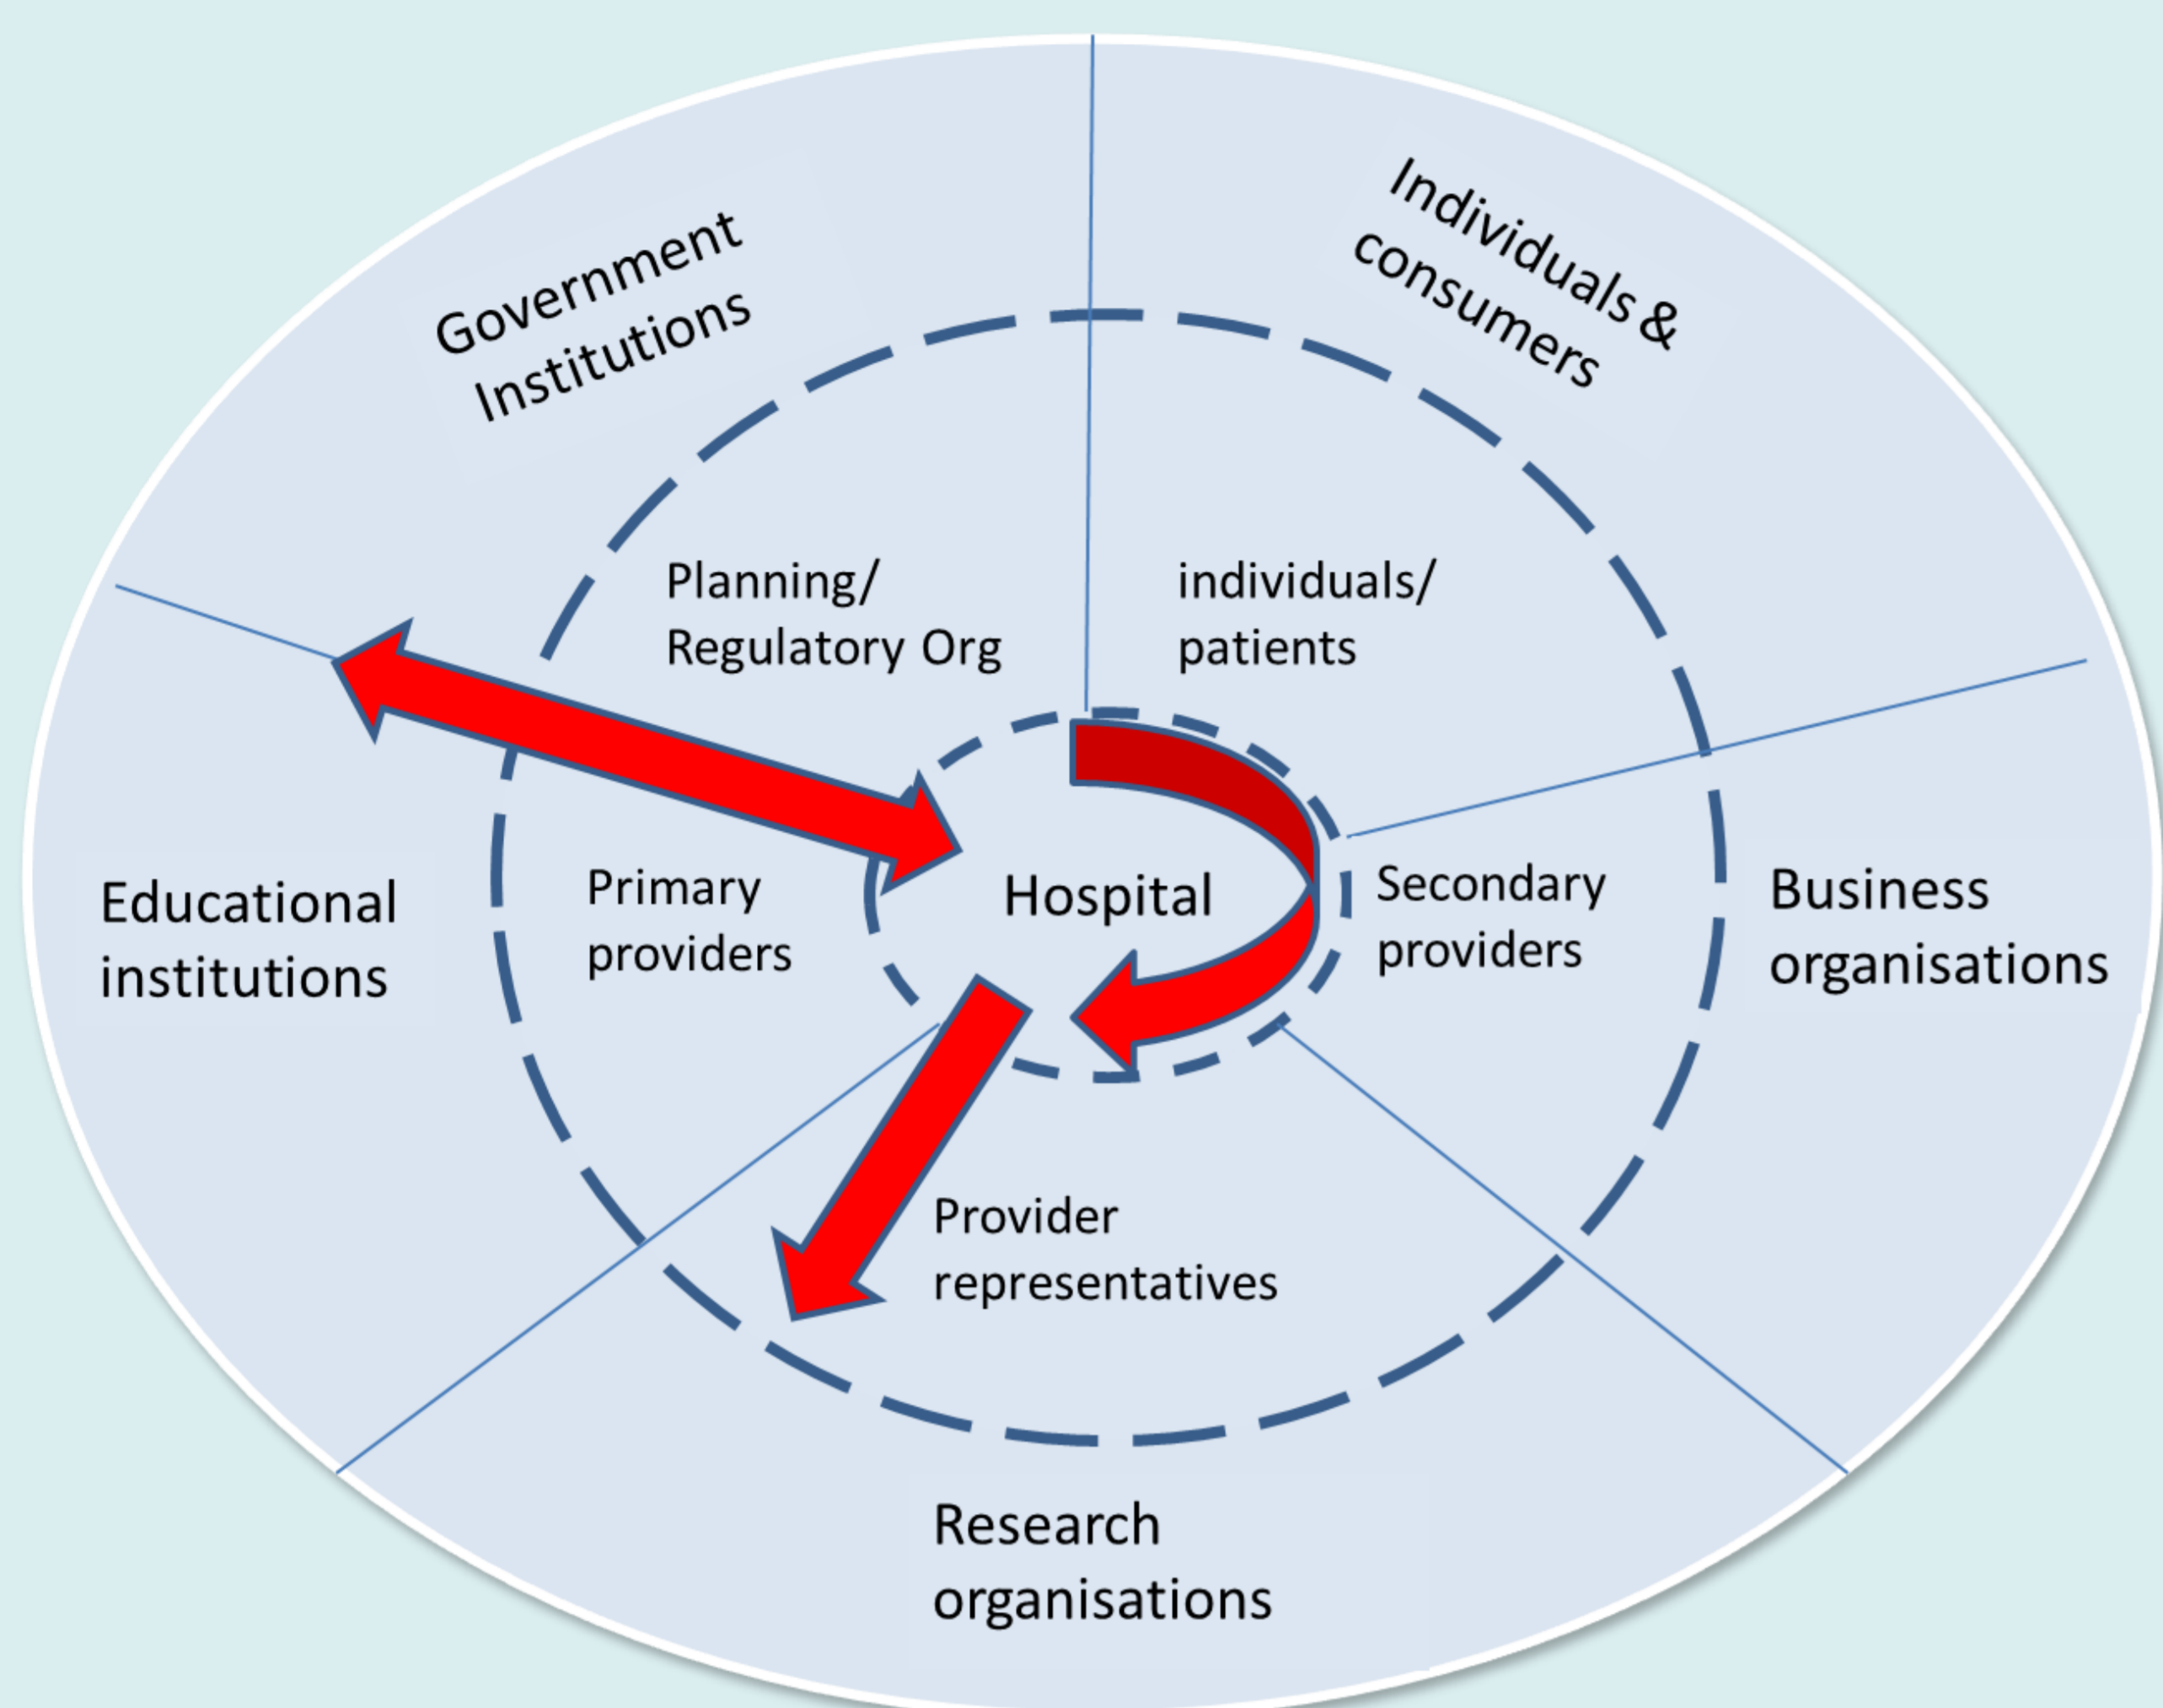 Government
Institutions
Individuals &
consumers
Planning/
Regulatory Org
individuals/
patients
Educational
institutions
Primary
providers
Hospital
Secondary
providers
Business
organisations
Provider
representatives
Research
organisations